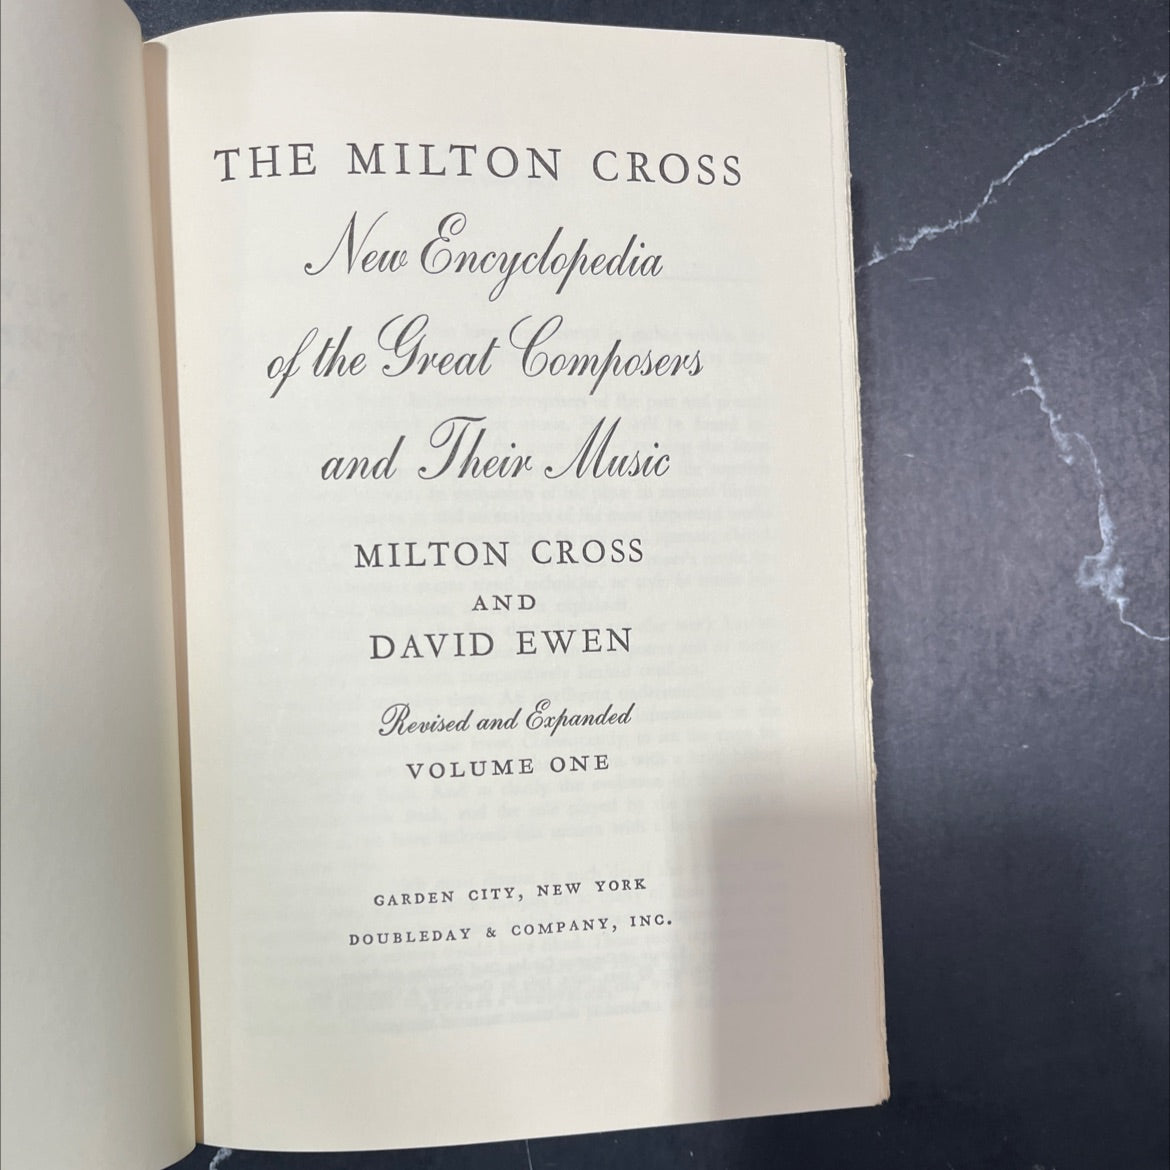 THE MILTON CROSS
New Encyclopedia
of the Great Composers
and Their Music
MILTON CROSS
AND
DAVID EWEN
Revised and Expanded
VOLUME ONE
GARDEN CITY, NEW YORK
DOUBLEDAY & COMPANY, INC.